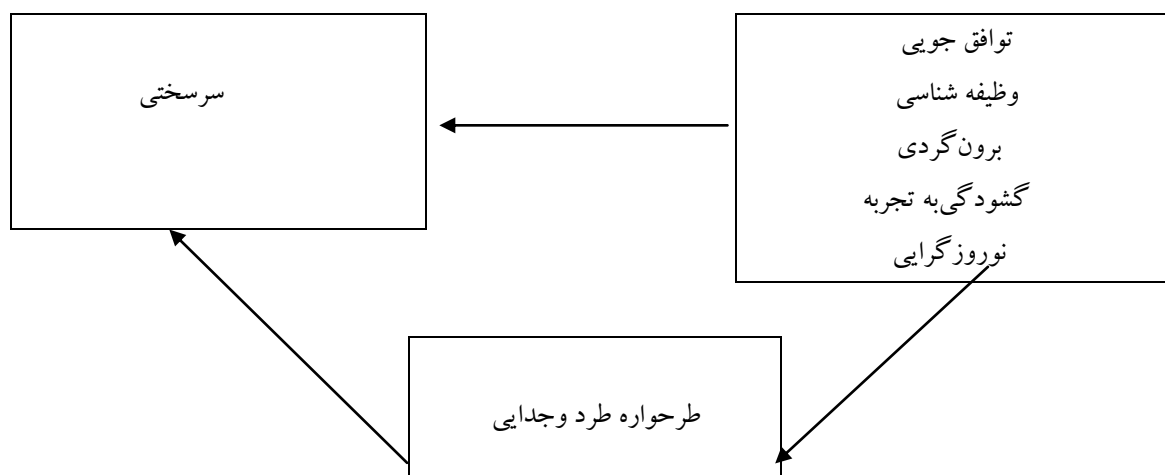 توافق جویی
وظیفه شناسی
برون‌گردی
گشودگی‌به تجربه
نوروزگرایی
سرسختی
طرحواره طرد وجدایی